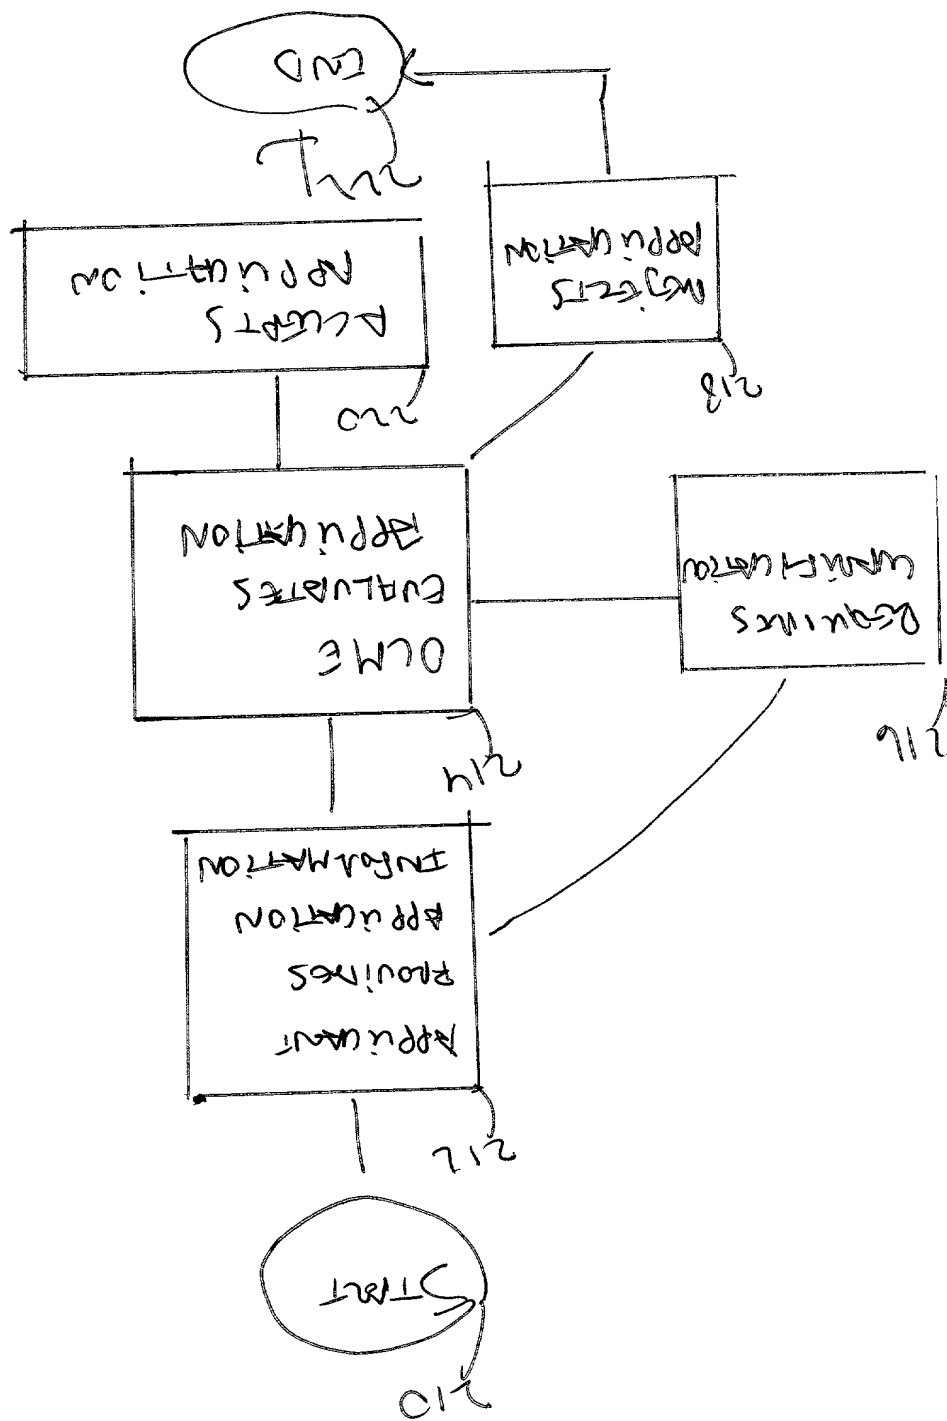 210
START
212
APPLICANT
PROVIDES
APPLICATION
INFORMATION
214
OLME
EVALUATES
APPLICATION
216
REQUIRES
CLARIFICATION
218
REJECTS
APPLICATION
220
ACCEPTS
APPLICATION
222
END